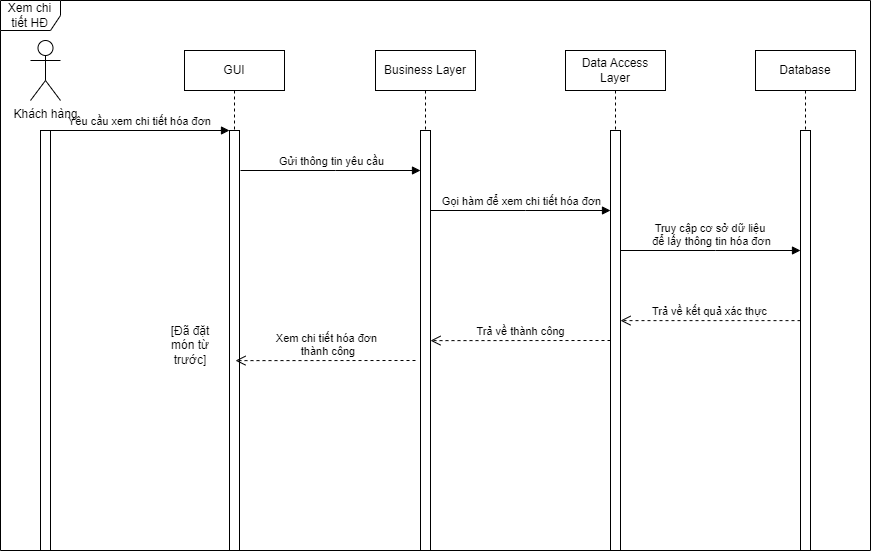 Xem chi
tiết HĐ
Khách hàng
GUI
Business Layer
Data Access
Layer
Database
Yêu cầu xem chi tiết hóa đơn
Gửi thông tin yêu cầu
Gọi hàm để xem chi tiết hóa đơn
Truy cập cơ sở dữ liệu
để lấy thông tin hóa đơn
Trả về kết quả xác thực
Trả về thành công
Xem chi tiết hóa đơn
thành công
[Đã đặt
món từ
trước]